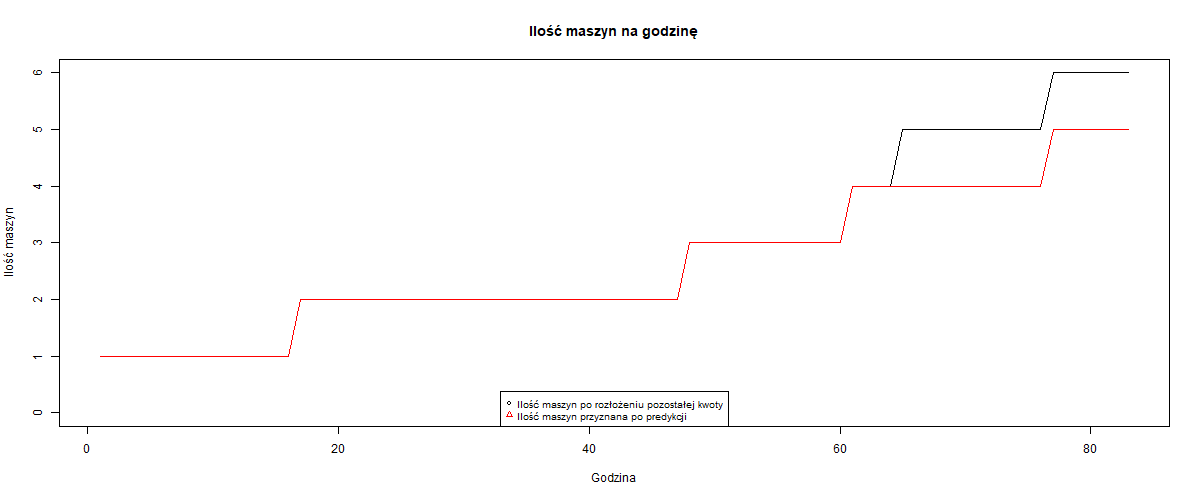 Ilość maszyn na godzinę
Ilość maszyn
6
5
4
3
2
1
0
Ilość maszyn po rozłożeniu pozostałej kwoty
Ilość maszyn przyznana po predykcji
0 20 40 60 80
Godzina